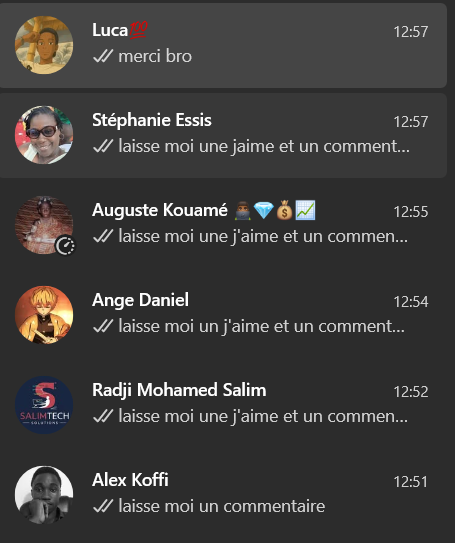 Luca💯
12:57
merci bro
Stéphanie Essis
12:57
laisse moi une jaime et un comment...
Auguste Kouamé 🥷🏿💎💰📈
12:55
laisse moi une j'aime et un commen...
Ange Daniel
12:54
laisse moi un j'aime et un comment...
Radji Mohamed Salim
12:52
SALIMTECH
SOLUTIONS
laisse moi une j'aime et un commen...
Alex Koffi
12:51
laisse moi un commentaire